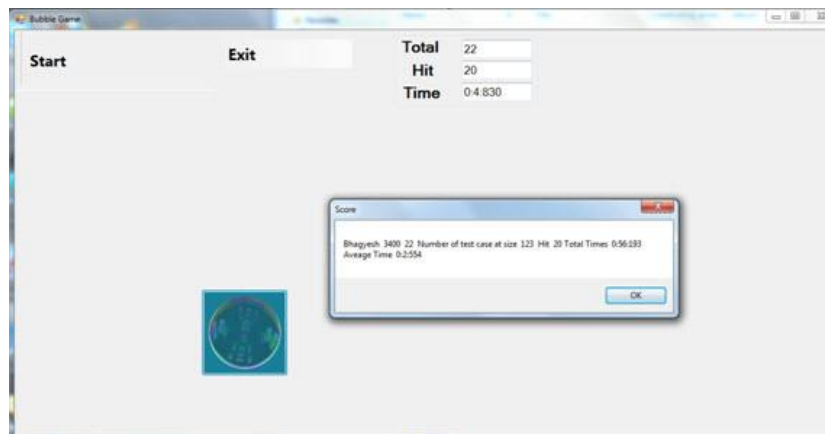 Bubble Game
Start
Exit
Total 22
Hit 20
Time 0:4:830
Score
Bhagyesh 3400 22 Number of test case at size 123 Hit 20 Total Times 0:56:193
Aveage Time 0:2:554
OK